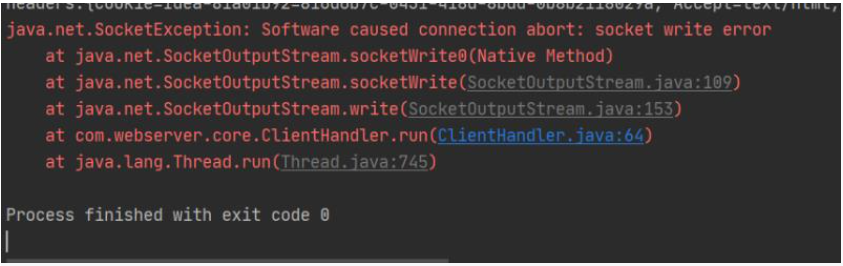 java.net.SocketException: Software caused connection abort: socket write error
at java.net.SocketOutputStream.socketWrite0(Native Method)
at java.net.SocketOutputStream.socketWrite(SocketOutputStream.java:109)
at java.net.SocketOutputStream.write(SocketOutputStream.java:153)
at com.webserver.core.ClientHandler.run(ClientHandler.java:64)
at java.lang.Thread.run(Thread.java:745)
Process finished with exit code 0